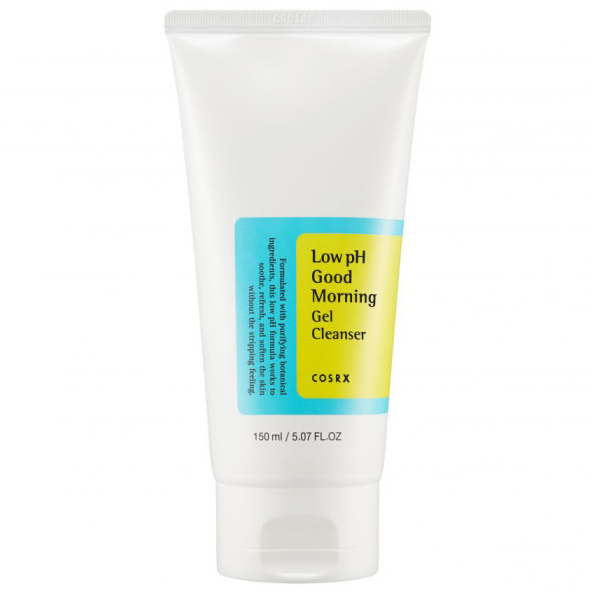 Low pH
Good
Morning
Gel
Cleanser
COSRX
Formulated with purifying botanical
ingredients, this low pH formula works to
soothe, refresh, and soften the skin
without the stripping feeling.
150 ml / 5.07 FL.OZ